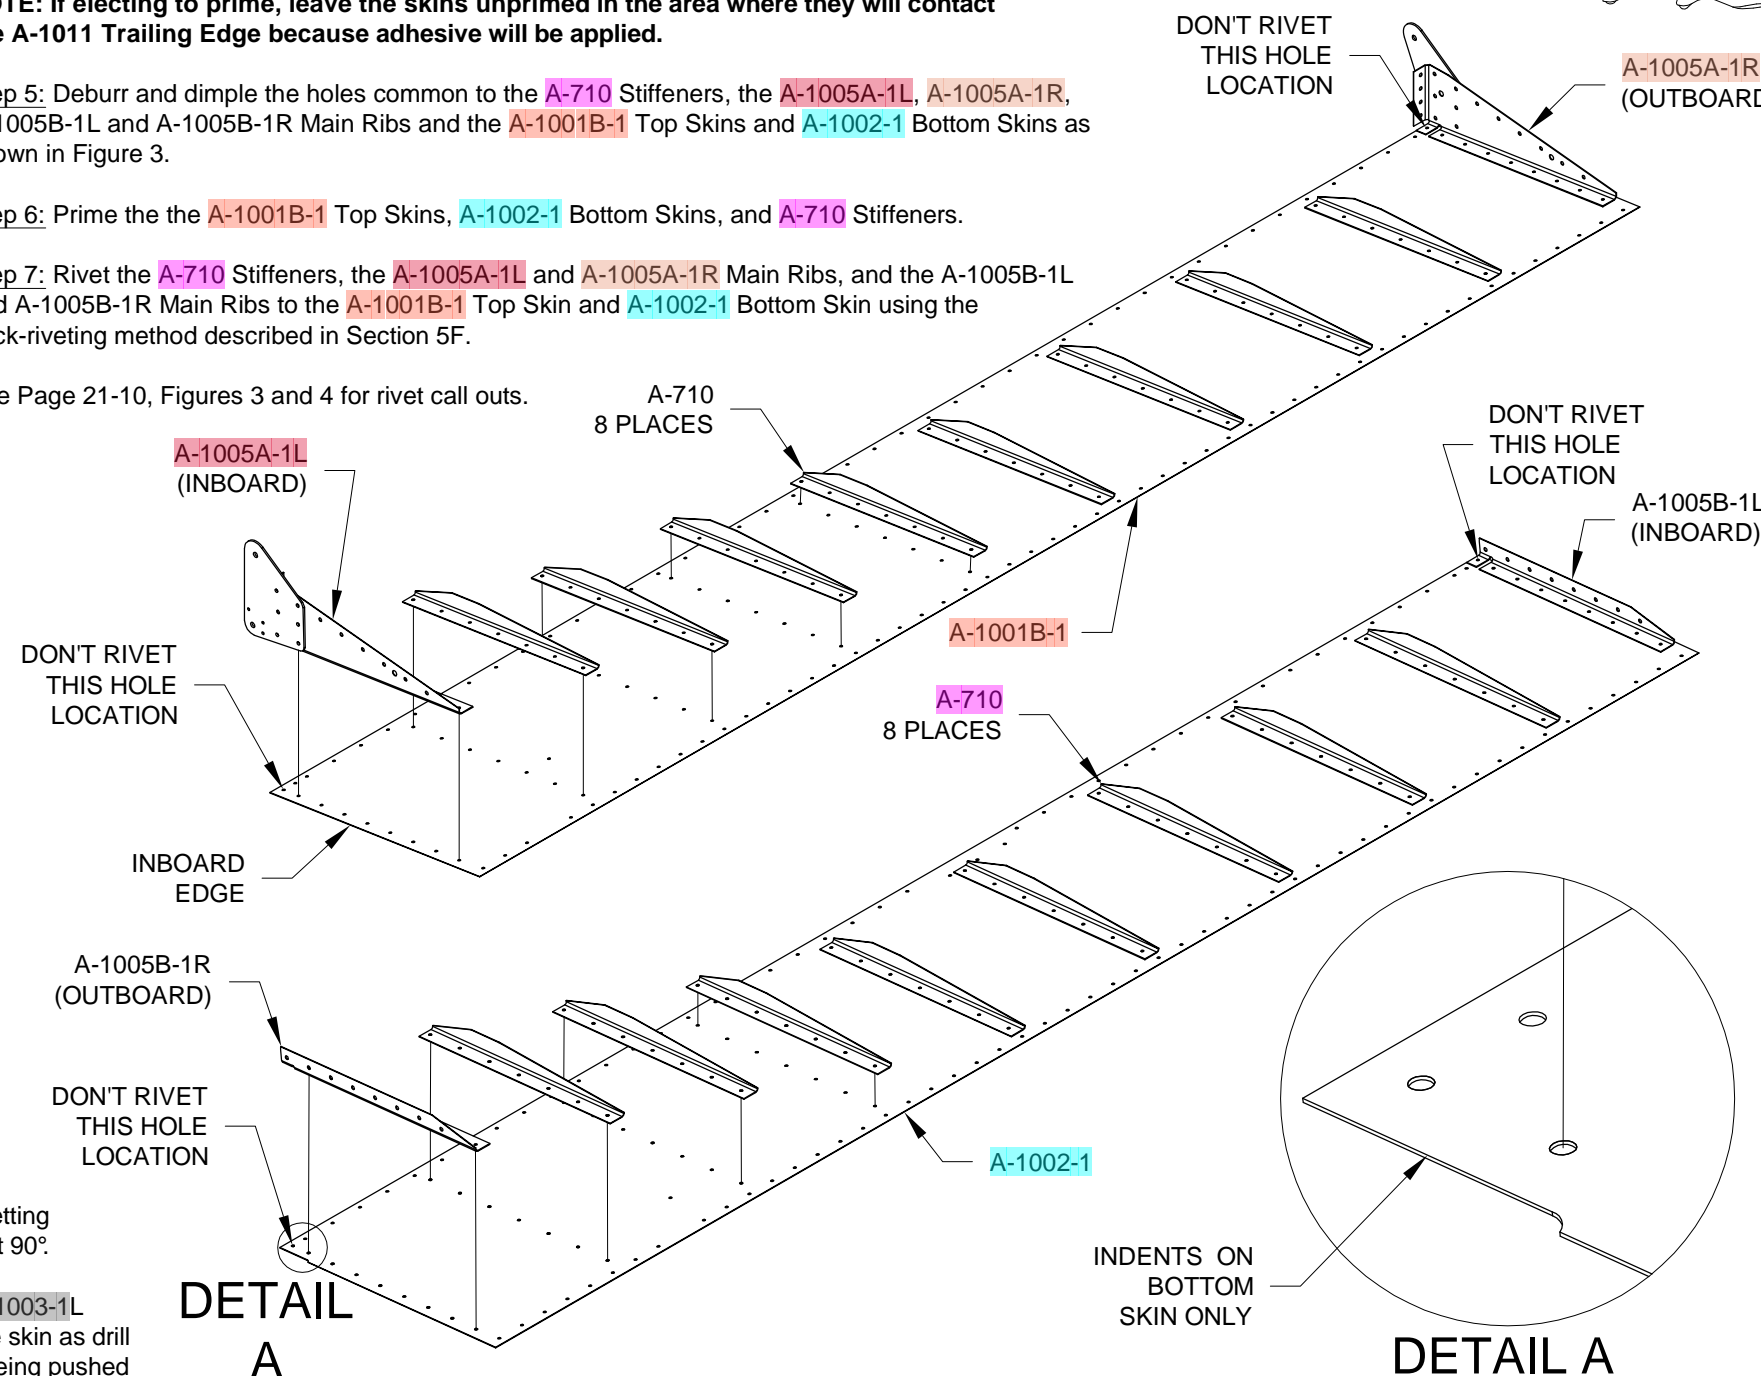 OTE: If electing to prime, leave the skins unprimed in the area where they will contact
e A-1011 Trailing Edge because adhesive will be applied.
ep 5: Deburr and dimple the holes common to the A-710 Stiffeners, the A-1005A-1L, A-1005A-1R,
1005B-1L and A-1005B-1R Main Ribs and the A-1001B-1 Top Skins and A-1002-1 Bottom Skins as
own in Figure 3.
ep 6: Prime the the A-1001B-1 Top Skins, A-1002-1 Bottom Skins, and A-710 Stiffeners.
ep 7: Rivet the A-710 Stiffeners, the A-1005A-1L and A-1005A-1R Main Ribs, and the A-1005B-1L
d A-1005B-1R Main Ribs to the A-1001B-1 Top Skin and A-1002-1 Bottom Skin using the
ck-riveting method described in Section 5F.
e Page 21-10, Figures 3 and 4 for rivet call outs.
DON'T RIVET
THIS HOLE
LOCATION
A-1005A-1R
(OUTBOARD
A-710
8 PLACES
A-1005A-1L
(INBOARD)
DON'T RIVET
THIS HOLE
LOCATION
A-1005B-1L
(INBOARD)
A-1001B-1
DON'T RIVET
THIS HOLE
LOCATION
A-710
8 PLACES
INBOARD
EDGE
A-1005B-1R
(OUTBOARD)
DON'T RIVET
THIS HOLE
LOCATION
A-1002-1
etting
t 90°.
1003-1L
e skin as drill
eing pushed
DETAIL
A
INDENTS ON
BOTTOM
SKIN ONLY
DETAIL A